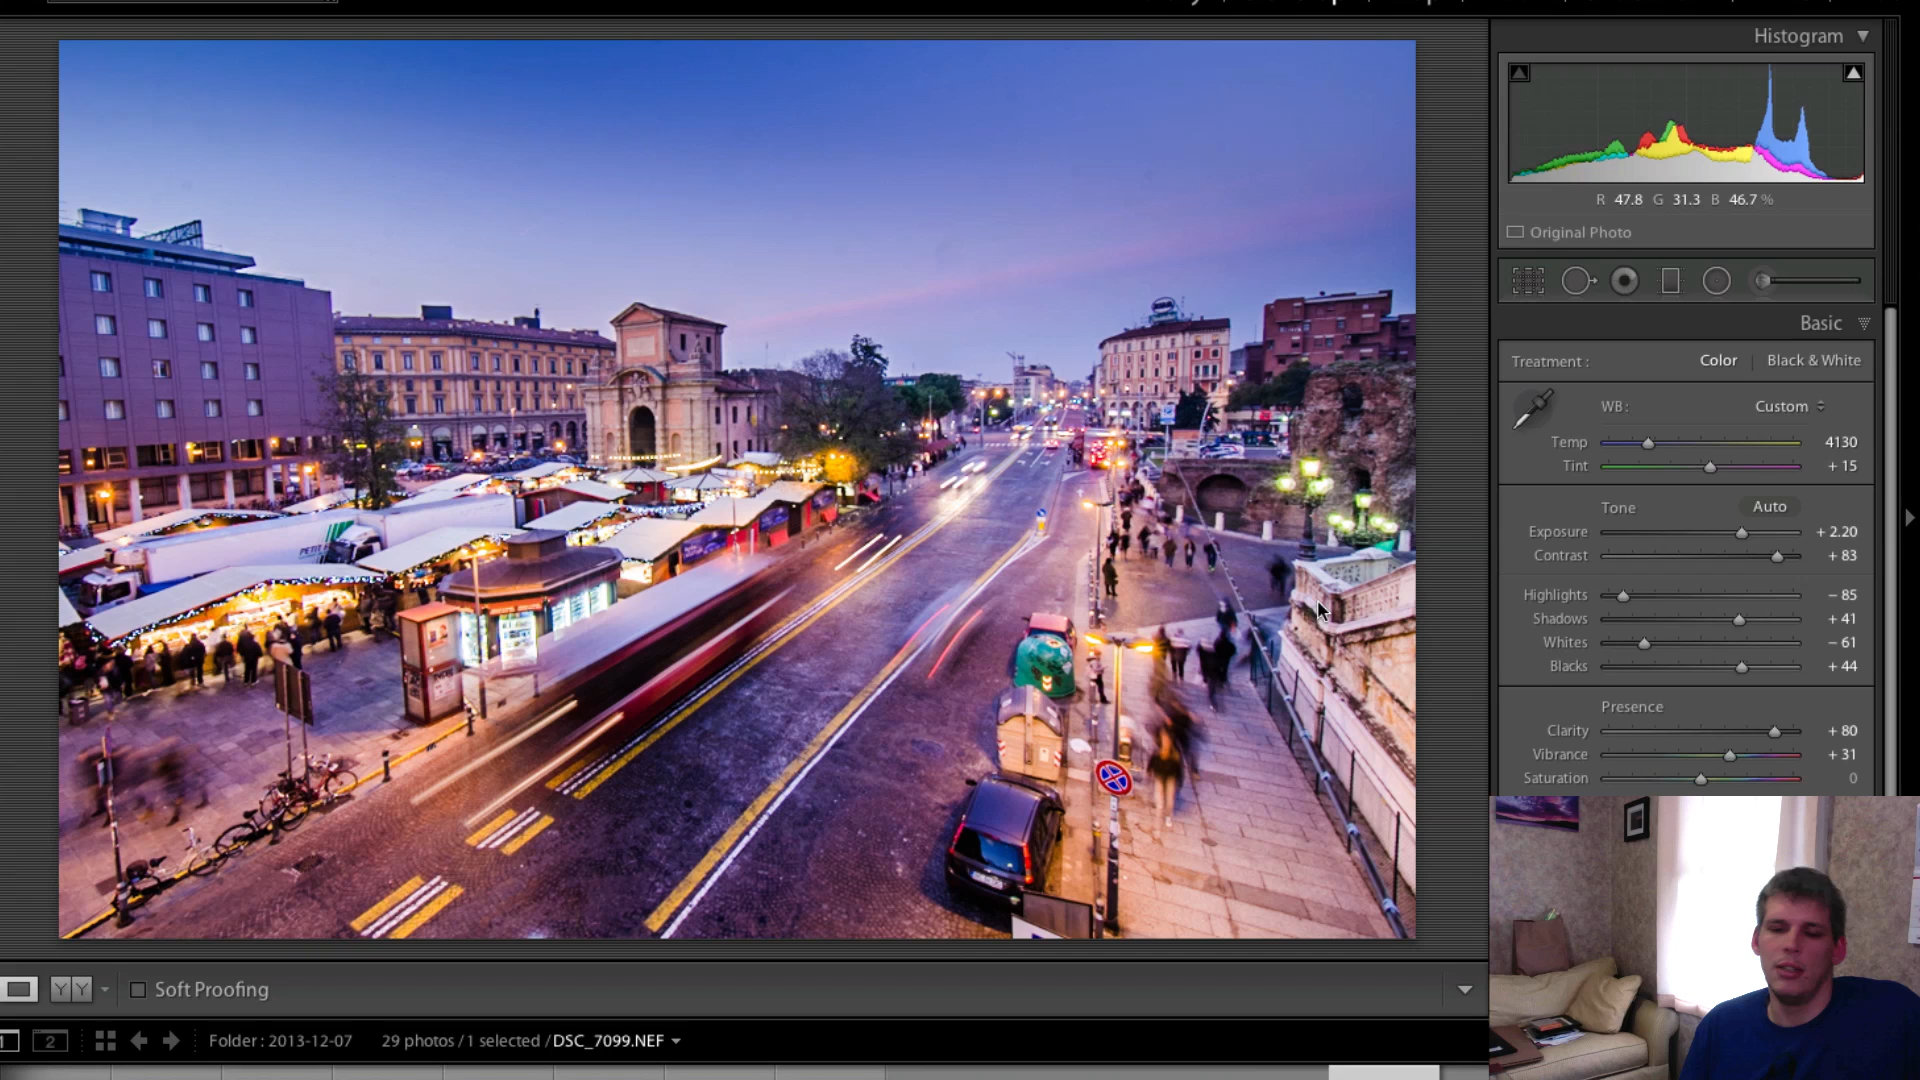 Histogram
R 47.8 G 31.3 B 46.7 %
Original Photo
Basic
Treatment : Color Black & White
WB : Custom
Temp 4130
Tint + 15
Tone Auto
Exposure + 2.20
Contrast + 83
Highlights − 85
Shadows + 41
Whites − 61
Blacks + 44
Presence
Clarity + 80
Vibrance + 31
Saturation 0
Y Y Soft Proofing
2 Folder : 2013-12-07 29 photos / 1 selected / DSC_7099.NEF